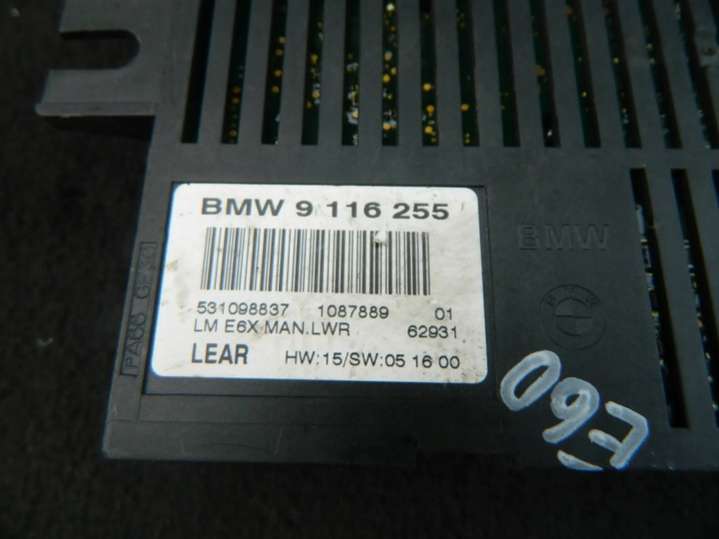 BMW 9 116 255
531098837 1087889 01
LM E6X MAN.LWR 62931
LEAR HW:15/SW:05 16 00
BMW
E60